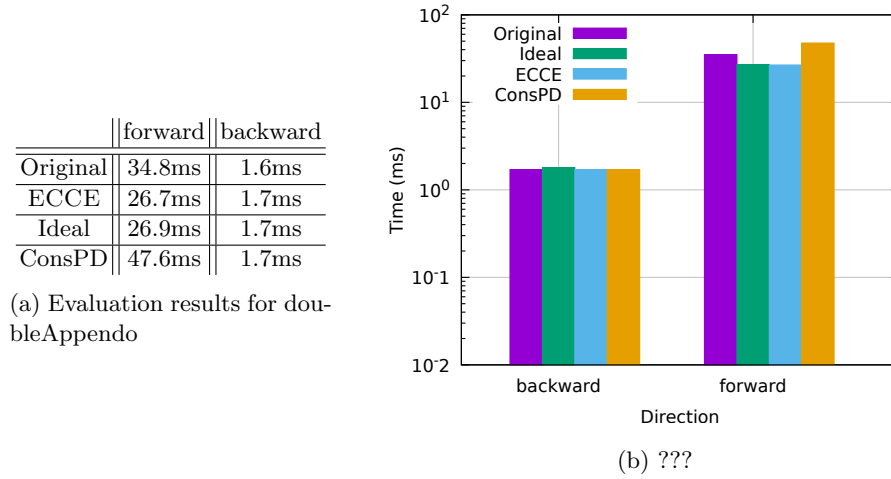 forward backward
Original 34.8ms 1.6ms
ECCE 26.7ms 1.7ms
Ideal 26.9ms 1.7ms
ConsPD 47.6ms 1.7ms
(a) Evaluation results for dou-
bleAppendo
10^2
10^1
10^0
10^-1
10^-2
Time (ms)
Original
Ideal
ECCE
ConsPD
backward forward
Direction
(b) ???